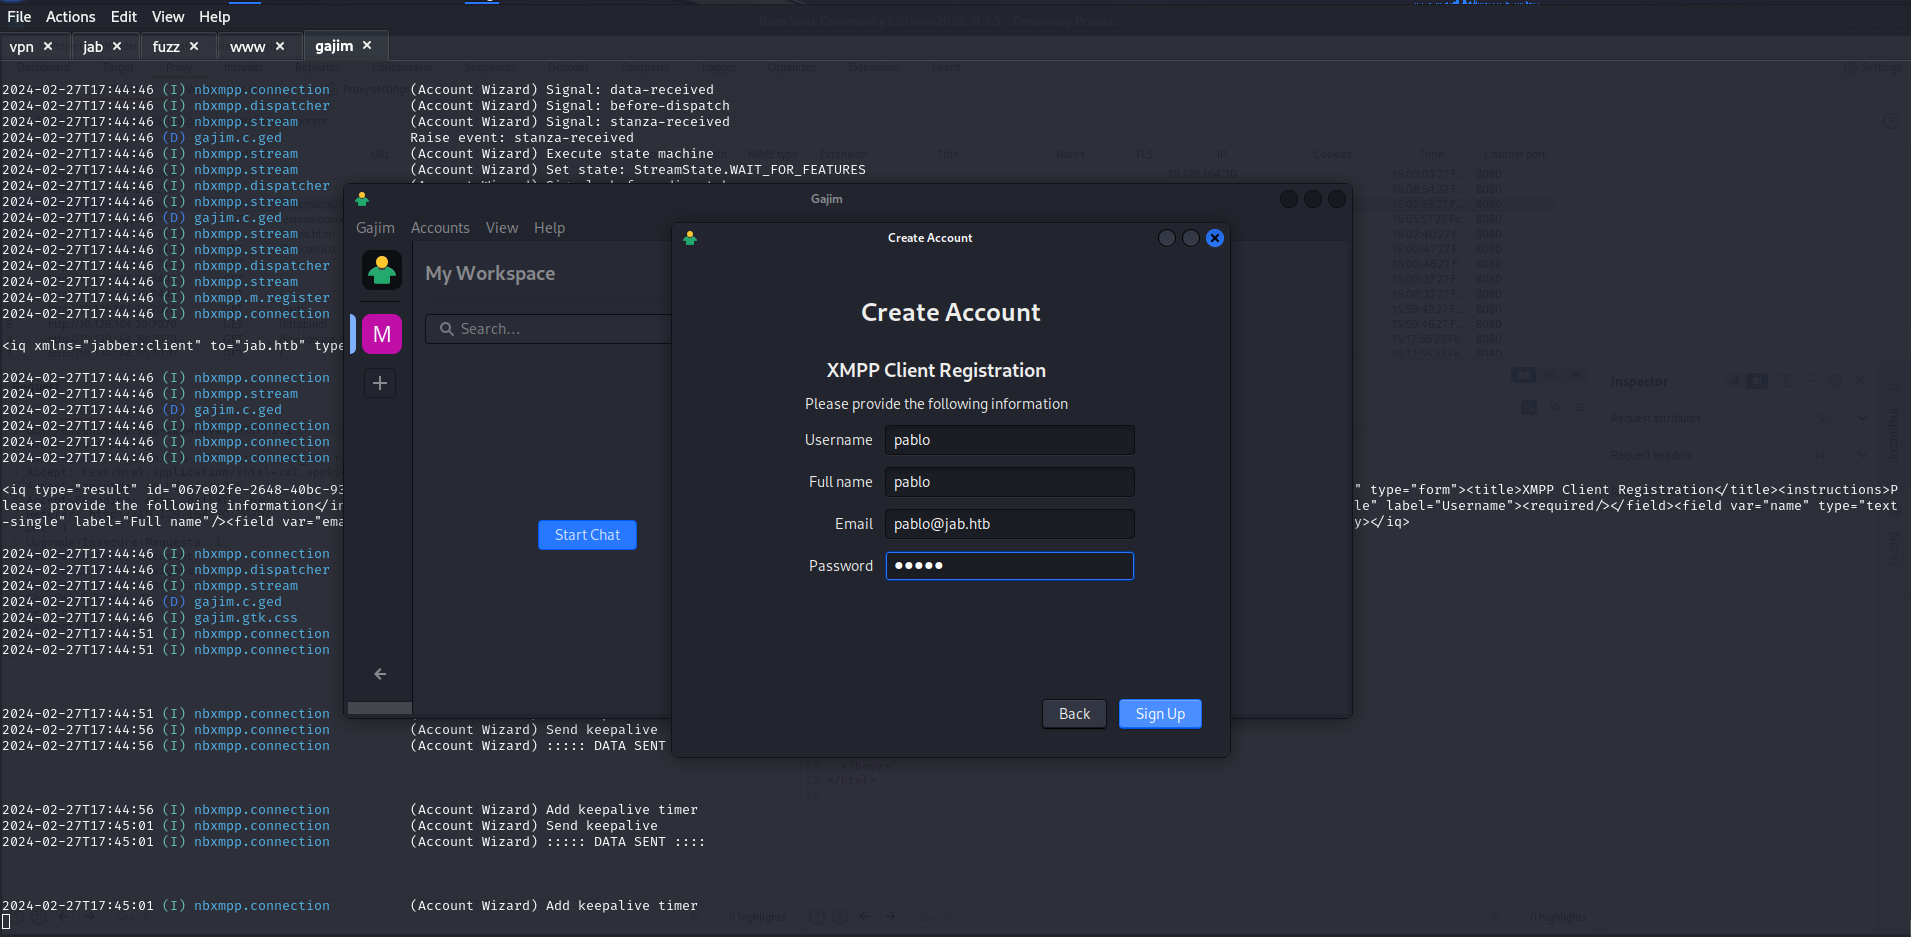 File Actions Edit View Help
vpn × jab × fuzz × www × gajim ×
2024-02-27T17:44:46 (I) nbxmpp.connection (Account Wizard) Signal: data-received
2024-02-27T17:44:46 (I) nbxmpp.dispatcher (Account Wizard) Signal: before-dispatch
2024-02-27T17:44:46 (I) nbxmpp.stream (Account Wizard) Signal: stanza-received
2024-02-27T17:44:46 (D) gajim.c.ged Raise event: stanza-received
2024-02-27T17:44:46 (I) nbxmpp.stream (Account Wizard) Execute state machine
2024-02-27T17:44:46 (I) nbxmpp.stream (Account Wizard) Set state: StreamState.WAIT_FOR_FEATURES
2024-02-27T17:44:46 (I) nbxmpp.dispatcher
2024-02-27T17:44:46 (I) nbxmpp.stream
2024-02-27T17:44:46 (D) gajim.c.ged
2024-02-27T17:44:46 (I) nbxmpp.stream
2024-02-27T17:44:46 (I) nbxmpp.stream
2024-02-27T17:44:46 (I) nbxmpp.dispatcher
2024-02-27T17:44:46 (I) nbxmpp.stream
2024-02-27T17:44:46 (I) nbxmpp.m.register
2024-02-27T17:44:46 (I) nbxmpp.connection
<iq xmlns="jabber:client" to="jab.htb" type
2024-02-27T17:44:46 (I) nbxmpp.connection
2024-02-27T17:44:46 (I) nbxmpp.stream
2024-02-27T17:44:46 (D) gajim.c.ged
2024-02-27T17:44:46 (I) nbxmpp.connection
2024-02-27T17:44:46 (I) nbxmpp.connection
2024-02-27T17:44:46 (I) nbxmpp.connection
<iq type="result" id="067e02fe-2648-40bc-93 " type="form"><title>XMPP Client Registration</title><instructions>P
lease provide the following information</in le" label="Username"><required/></field><field var="name" type="text
-single" label="Full name"/><field var="ema y></iq>
2024-02-27T17:44:46 (I) nbxmpp.connection
2024-02-27T17:44:46 (I) nbxmpp.dispatcher
2024-02-27T17:44:46 (I) nbxmpp.stream
2024-02-27T17:44:46 (D) gajim.c.ged
2024-02-27T17:44:46 (I) gajim.gtk.css
2024-02-27T17:44:51 (I) nbxmpp.connection
2024-02-27T17:44:51 (I) nbxmpp.connection
2024-02-27T17:44:51 (I) nbxmpp.connection
2024-02-27T17:44:56 (I) nbxmpp.connection (Account Wizard) Send keepalive
2024-02-27T17:44:56 (I) nbxmpp.connection (Account Wizard) ::::: DATA SENT
2024-02-27T17:44:56 (I) nbxmpp.connection (Account Wizard) Add keepalive timer
2024-02-27T17:45:01 (I) nbxmpp.connection (Account Wizard) Send keepalive
2024-02-27T17:45:01 (I) nbxmpp.connection (Account Wizard) ::::: DATA SENT ::::
2024-02-27T17:45:01 (I) nbxmpp.connection (Account Wizard) Add keepalive timer
Gajim
Gajim Accounts View Help
My Workspace
M
Search...
Start Chat
Create Account
Create Account
XMPP Client Registration
Please provide the following information
Username pablo
Full name pablo
Email pablo@jab.htb
Password ●●●●●
Back Sign Up
Inspector
Request attributes
Request headers